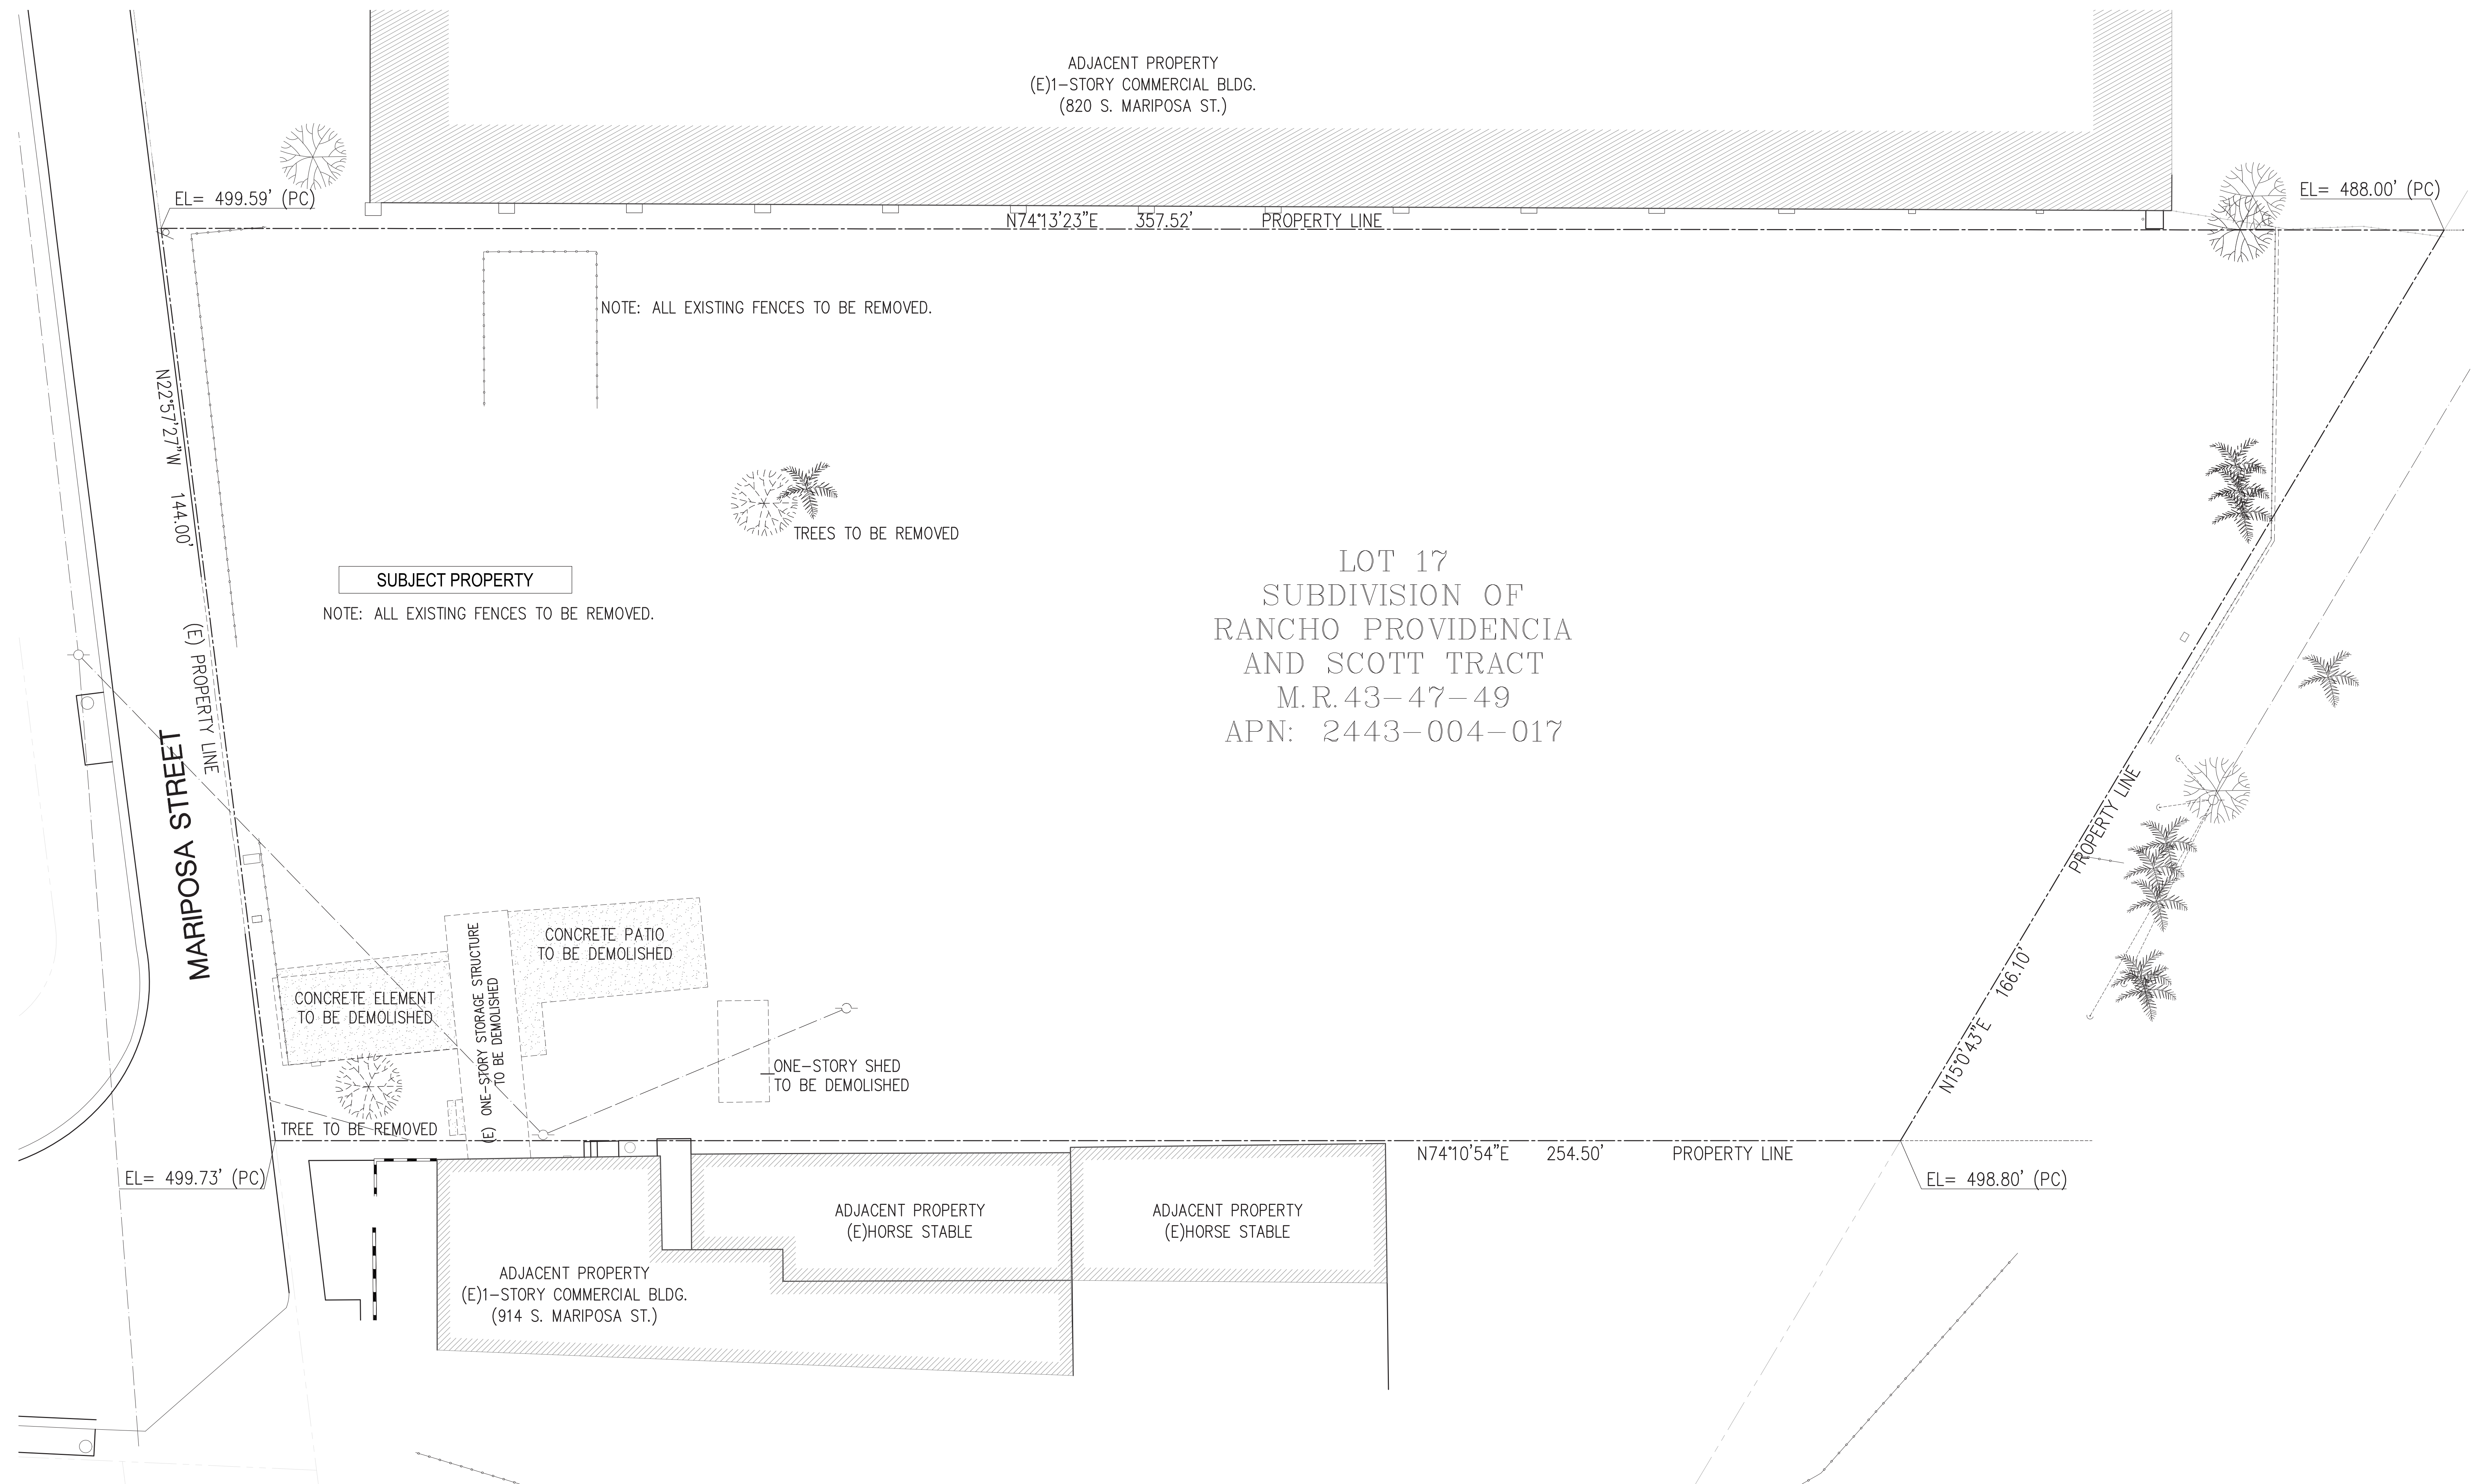 ADJACENT PROPERTY
(E)1-STORY COMMERCIAL BLDG.
(820 S. MARIPOSA ST.)
EL= 499.59' (PC)
EL= 488.00' (PC)
N74°13'23"E 357.52' PROPERTY LINE
NOTE: ALL EXISTING FENCES TO BE REMOVED.
N22°57'27"W 144.00' (E) PROPERTY LINE
TREES TO BE REMOVED
SUBJECT PROPERTY
NOTE: ALL EXISTING FENCES TO BE REMOVED.
LOT 17
SUBDIVISION OF
RANCHO PROVIDENCIA
AND SCOTT TRACT
M.R.43-47-49
APN: 2443-004-017
MARIPOSA STREET
N15°0'43"E 166.10' PROPERTY LINE
CONCRETE PATIO
TO BE DEMOLISHED
(E) ONE-STORY STORAGE STRUCTURE
TO BE DEMOLISHED
CONCRETE ELEMENT
TO BE DEMOLISHED
ONE-STORY SHED
TO BE DEMOLISHED
TREE TO BE REMOVED
N74°10'54"E 254.50' PROPERTY LINE
EL= 499.73' (PC)
EL= 498.80' (PC)
ADJACENT PROPERTY
(E)HORSE STABLE
ADJACENT PROPERTY
(E)HORSE STABLE
ADJACENT PROPERTY
(E)1-STORY COMMERCIAL BLDG.
(914 S. MARIPOSA ST.)